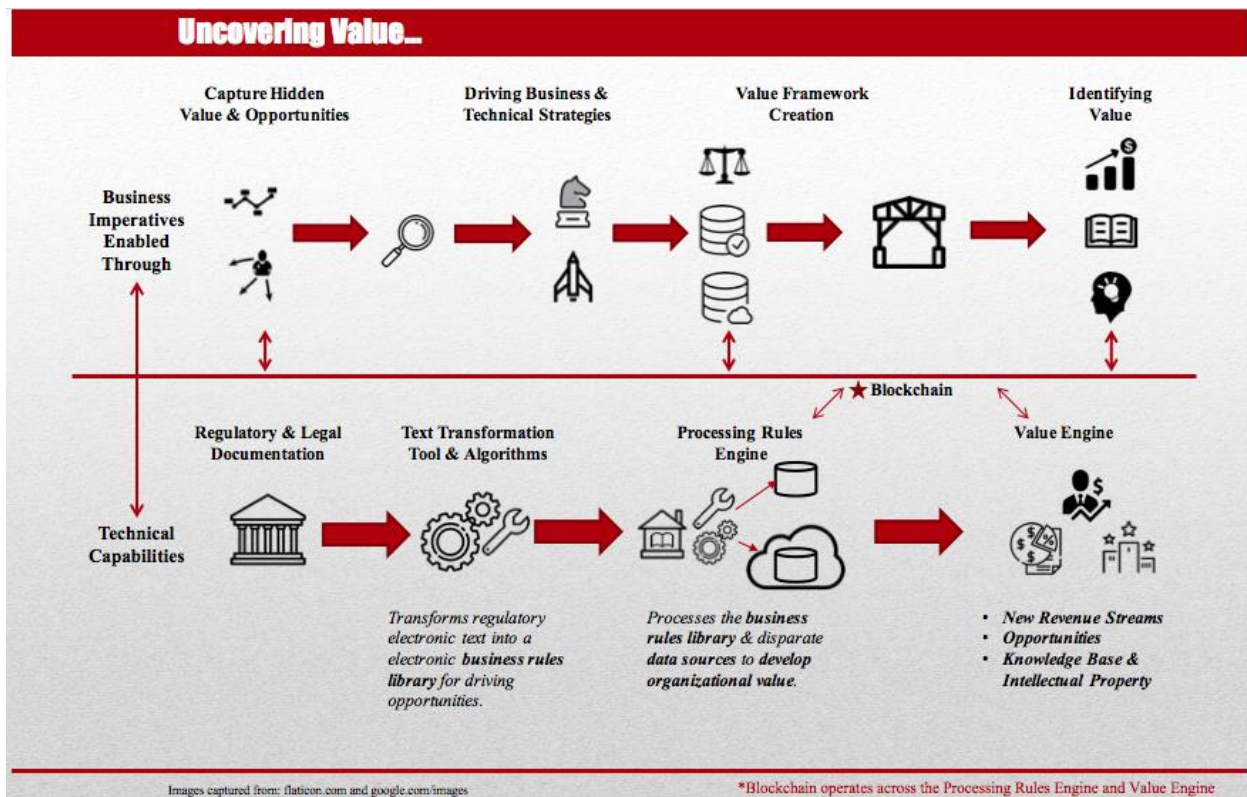 Uncovering Value...
Capture Hidden
Value & Opportunities
Driving Business &
Technical Strategies
Value Framework
Creation
Identifying
Value
$
Business
Imperatives
Enabled
Through
★ Blockchain
Regulatory & Legal
Documentation
Text Transformation
Tool & Algorithms
Processing Rules
Engine
Value Engine
Technical
Capabilities
$
$ %
$
$
Transforms regulatory
electronic text into a
electronic business rules
library for driving
opportunities.
Processes the business
rules library & disparate
data sources to develop
organizational value.
• New Revenue Streams
• Opportunities
• Knowledge Base &
Intellectual Property
Images captured from: flaticon.com and google.com/images
*Blockchain operates across the Processing Rules Engine and Value Engine